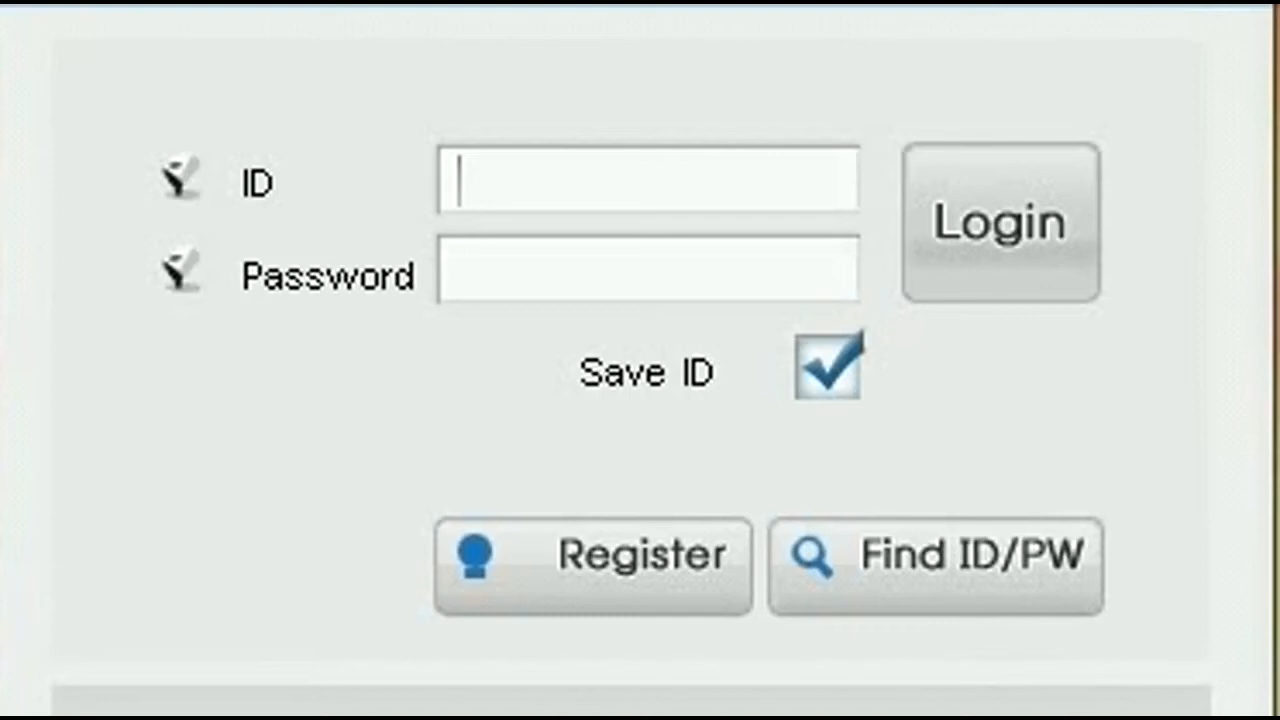 ID
Login
Password
Save ID
Register
Find ID/PW